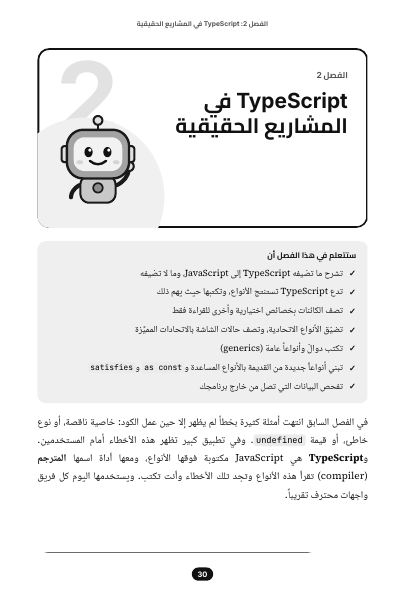 الفصل 2: TypeScript في المشاريع الحقيقية
2
الفصل 2
TypeScript في
المشاريع الحقيقية
ستتعلم في هذا الفصل أن
✓ تشرح ما تضيفه TypeScript إلى JavaScript، وما لا تضيفه
✓ تدع TypeScript تستنتج الأنواع، وتكتبها حيث يهم ذلك
✓ تصف الكائنات بخصائص اختيارية وأخرى للقراءة فقط
✓ تضيّق الأنواع الاتحادية، وتصف حالات الشاشة بالاتحادات المميَّزة
✓ تكتب دوالّ وأنواعاً عامة (generics)
✓ تبني أنواعاً جديدة من القديمة بالأنواع المساعدة و as const و satisfies
✓ تفحص البيانات التي تصل من خارج برنامجك
في الفصل السابق انتهت أمثلة كثيرة بخطأ لم يظهر إلا حين عمل الكود: خاصية ناقصة، أو نوع
خاطئ، أو قيمة undefined. وفي تطبيق كبير تظهر هذه الأخطاء أمام المستخدمين.
وTypeScript هي JavaScript مكتوبة فوقها الأنواع، ومعها أداة اسمها المترجم
(compiler) تقرأ هذه الأنواع وتجد تلك الأخطاء وأنت تكتب. ويستخدمها اليوم كل فريق
واجهات محترف تقريباً.
30